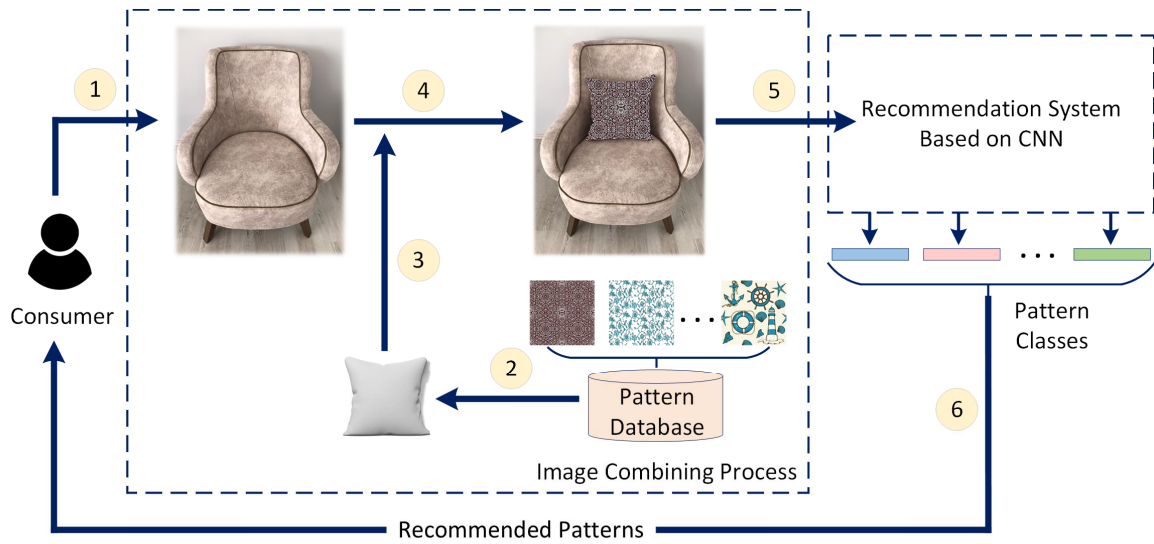 1
4
5
Recommendation System
Based on CNN
3
Consumer
Pattern
Classes
2
Pattern
Database
6
Image Combining Process
Recommended Patterns